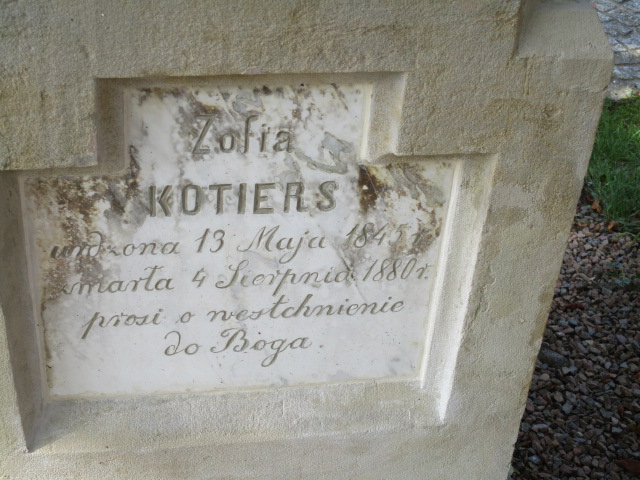 Zofia
KOTIERS
urodzona 13 Maja 1845 r.
zmarła 4 Sierpnia 1880 r.
prosi o westchnienie
do Boga.